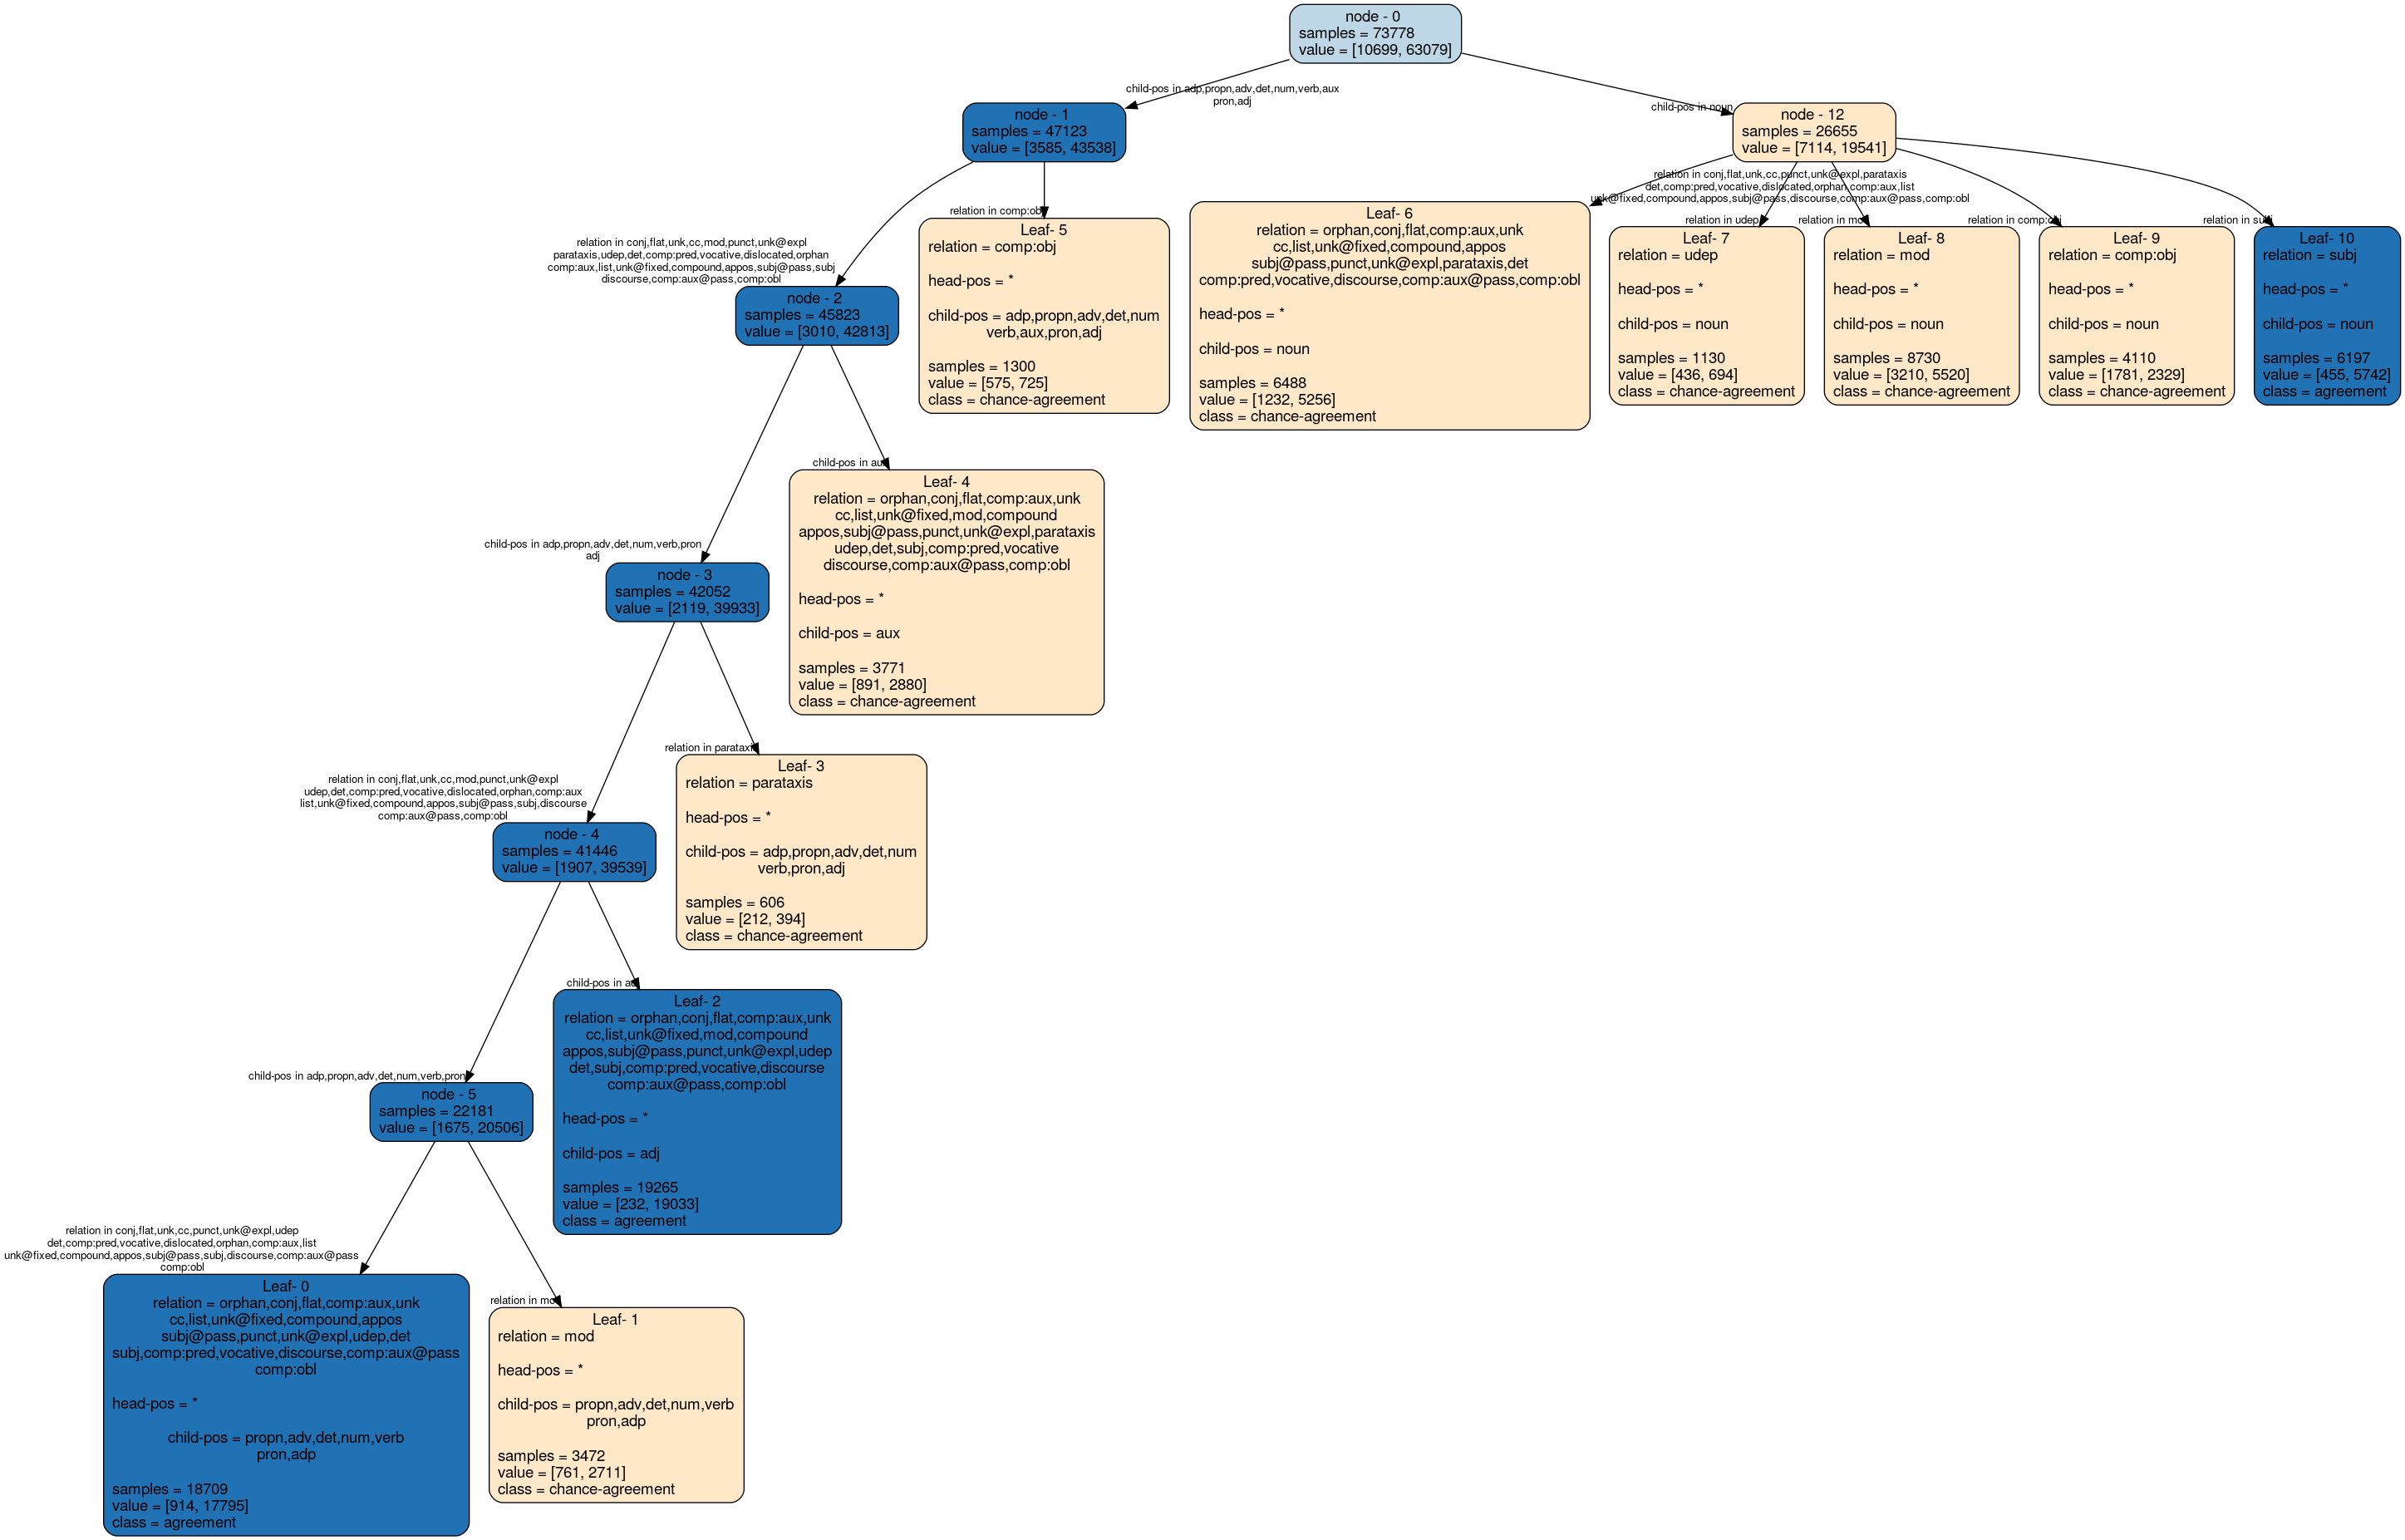 node - 0
samples = 73778
value = [10699, 63079]
child-pos in adp,propn,adv,det,num,verb,aux
pron,adj
child-pos in noun
node - 1
samples = 47123
value = [3585, 43538]
node - 12
samples = 26655
value = [7114, 19541]
relation in conj,flat,unk,cc,mod,punct,unk@expl
parataxis,udep,det,comp:pred,vocative,dislocated,orphan
comp:aux,list,unk@fixed,compound,appos,subj@pass,subj
discourse,comp:aux@pass,comp:obl
relation in comp:obj
relation in conj,flat,unk,cc,punct,unk@expl,parataxis
det,comp:pred,vocative,dislocated,orphan,comp:aux,list
unk@fixed,compound,appos,subj@pass,discourse,comp:aux@pass,comp:obl
relation in udep
relation in mod
relation in comp:obj
relation in subj
node - 2
samples = 45823
value = [3010, 42813]
Leaf- 5
relation = comp:obj
head-pos = *
child-pos = adp,propn,adv,det,num
verb,aux,pron,adj
samples = 1300
value = [575, 725]
class = chance-agreement
Leaf- 6
relation = orphan,conj,flat,comp:aux,unk
cc,list,unk@fixed,compound,appos
subj@pass,punct,unk@expl,parataxis,det
comp:pred,vocative,discourse,comp:aux@pass,comp:obl
head-pos = *
child-pos = noun
samples = 6488
value = [1232, 5256]
class = chance-agreement
Leaf- 7
relation = udep
head-pos = *
child-pos = noun
samples = 1130
value = [436, 694]
class = chance-agreement
Leaf- 8
relation = mod
head-pos = *
child-pos = noun
samples = 8730
value = [3210, 5520]
class = chance-agreement
Leaf- 9
relation = comp:obj
head-pos = *
child-pos = noun
samples = 4110
value = [1781, 2329]
class = chance-agreement
Leaf- 10
relation = subj
head-pos = *
child-pos = noun
samples = 6197
value = [455, 5742]
class = agreement
child-pos in adp,propn,adv,det,num,verb,pron
adj
child-pos in aux
node - 3
samples = 42052
value = [2119, 39933]
Leaf- 4
relation = orphan,conj,flat,comp:aux,unk
cc,list,unk@fixed,mod,compound
appos,subj@pass,punct,unk@expl,parataxis
udep,det,subj,comp:pred,vocative
discourse,comp:aux@pass,comp:obl
head-pos = *
child-pos = aux
samples = 3771
value = [891, 2880]
class = chance-agreement
relation in conj,flat,unk,cc,mod,punct,unk@expl
udep,det,comp:pred,vocative,dislocated,orphan,comp:aux
list,unk@fixed,compound,appos,subj@pass,subj,discourse
comp:aux@pass,comp:obl
relation in parataxis
node - 4
samples = 41446
value = [1907, 39539]
Leaf- 3
relation = parataxis
head-pos = *
child-pos = adp,propn,adv,det,num
verb,pron,adj
samples = 606
value = [212, 394]
class = chance-agreement
child-pos in adp,propn,adv,det,num,verb,pron
child-pos in adj
node - 5
samples = 22181
value = [1675, 20506]
Leaf- 2
relation = orphan,conj,flat,comp:aux,unk
cc,list,unk@fixed,mod,compound
appos,subj@pass,punct,unk@expl,udep
det,subj,comp:pred,vocative,discourse
comp:aux@pass,comp:obl
head-pos = *
child-pos = adj
samples = 19265
value = [232, 19033]
class = agreement
relation in conj,flat,unk,cc,punct,unk@expl,udep
det,comp:pred,vocative,dislocated,orphan,comp:aux,list
unk@fixed,compound,appos,subj@pass,subj,discourse,comp:aux@pass
comp:obl
relation in mod
Leaf- 0
relation = orphan,conj,flat,comp:aux,unk
cc,list,unk@fixed,compound,appos
subj@pass,punct,unk@expl,udep,det
subj,comp:pred,vocative,discourse,comp:aux@pass
comp:obl
head-pos = *
child-pos = propn,adv,det,num,verb
pron,adp
samples = 18709
value = [914, 17795]
class = agreement
Leaf- 1
relation = mod
head-pos = *
child-pos = propn,adv,det,num,verb
pron,adp
samples = 3472
value = [761, 2711]
class = chance-agreement